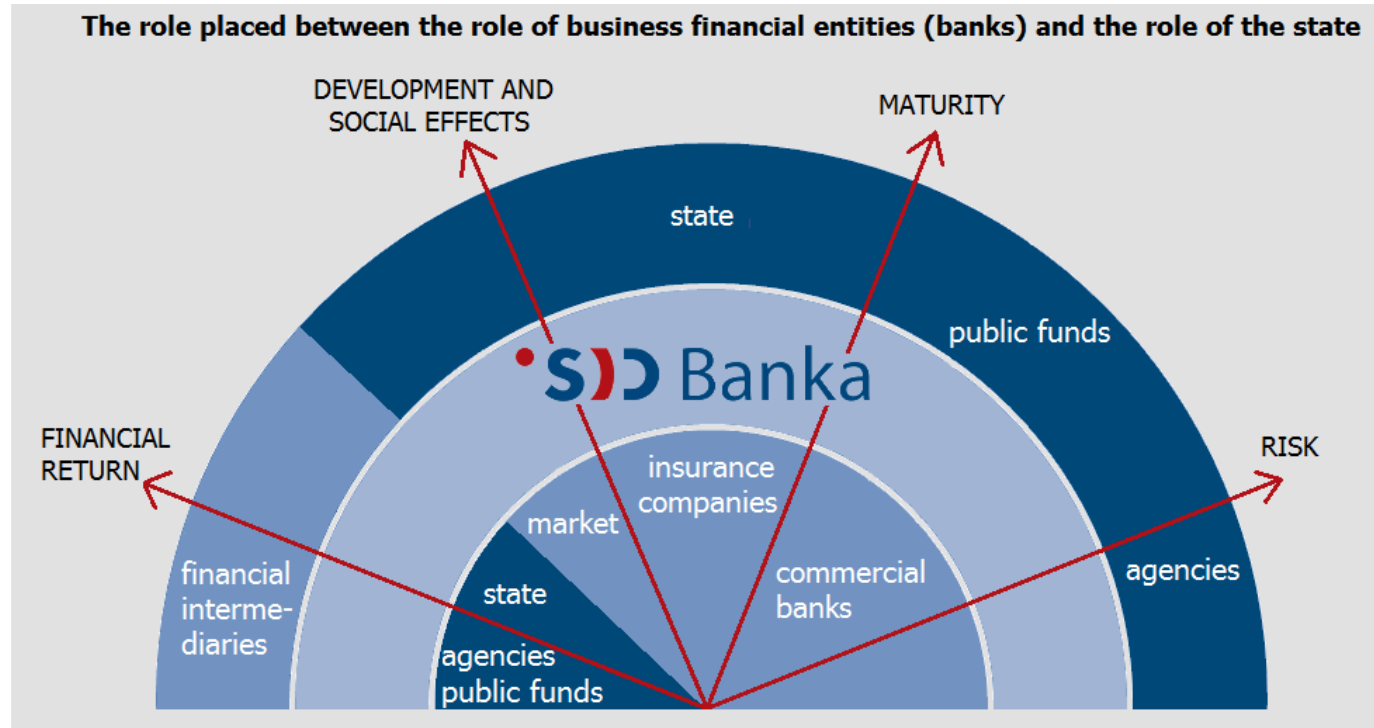 The role placed between the role of business financial entities (banks) and the role of the state
DEVELOPMENT AND
SOCIAL EFFECTS
MATURITY
state
public funds
SID Banka
FINANCIAL
RETURN
RISK
insurance
companies
market
financial
interme-
diaries
commercial
banks
agencies
state
agencies
public funds